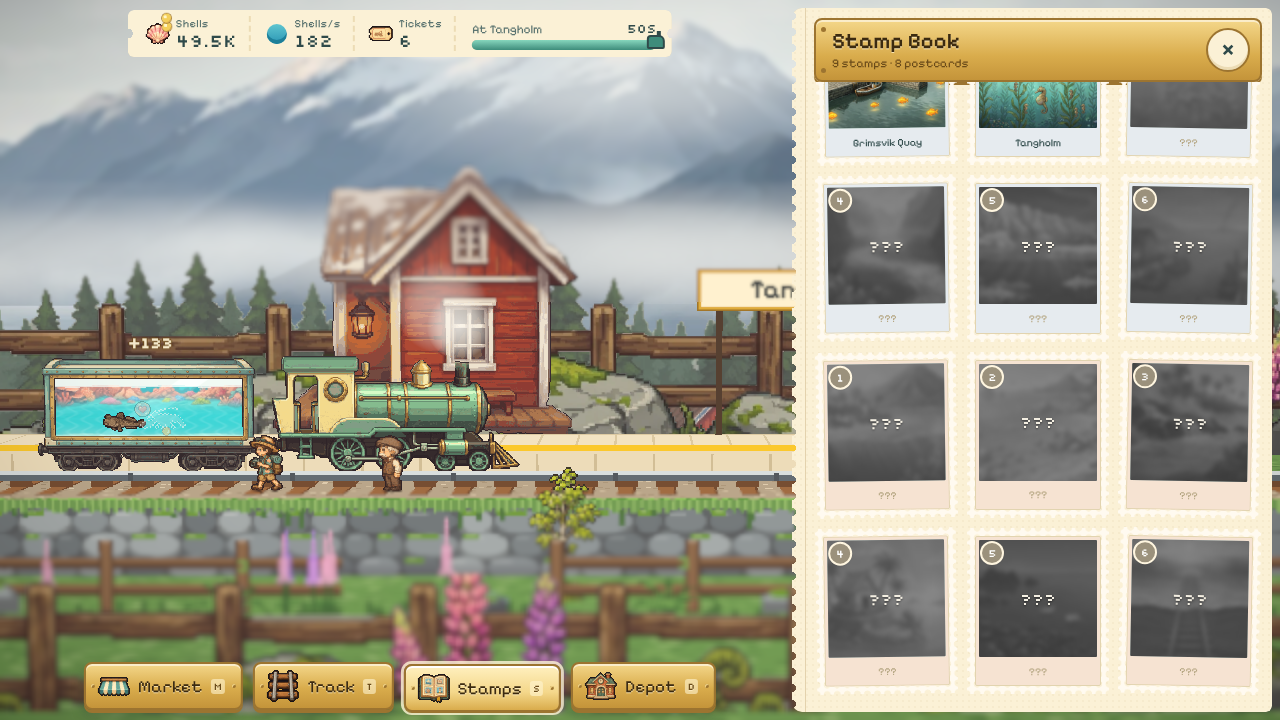 Shells
49.5K
Shells/s
182
Tickets
6
At Tangholm
50s
Stamp Book
9 stamps · 8 postcards
×
Grimsvik Quay
Tangholm
???
4
???
5
???
6
???
???
???
???
Tan
+133
1
???
2
???
3
???
???
???
???
4
???
5
???
6
???
???
???
???
Market M
Track T
Stamps S
Depot D